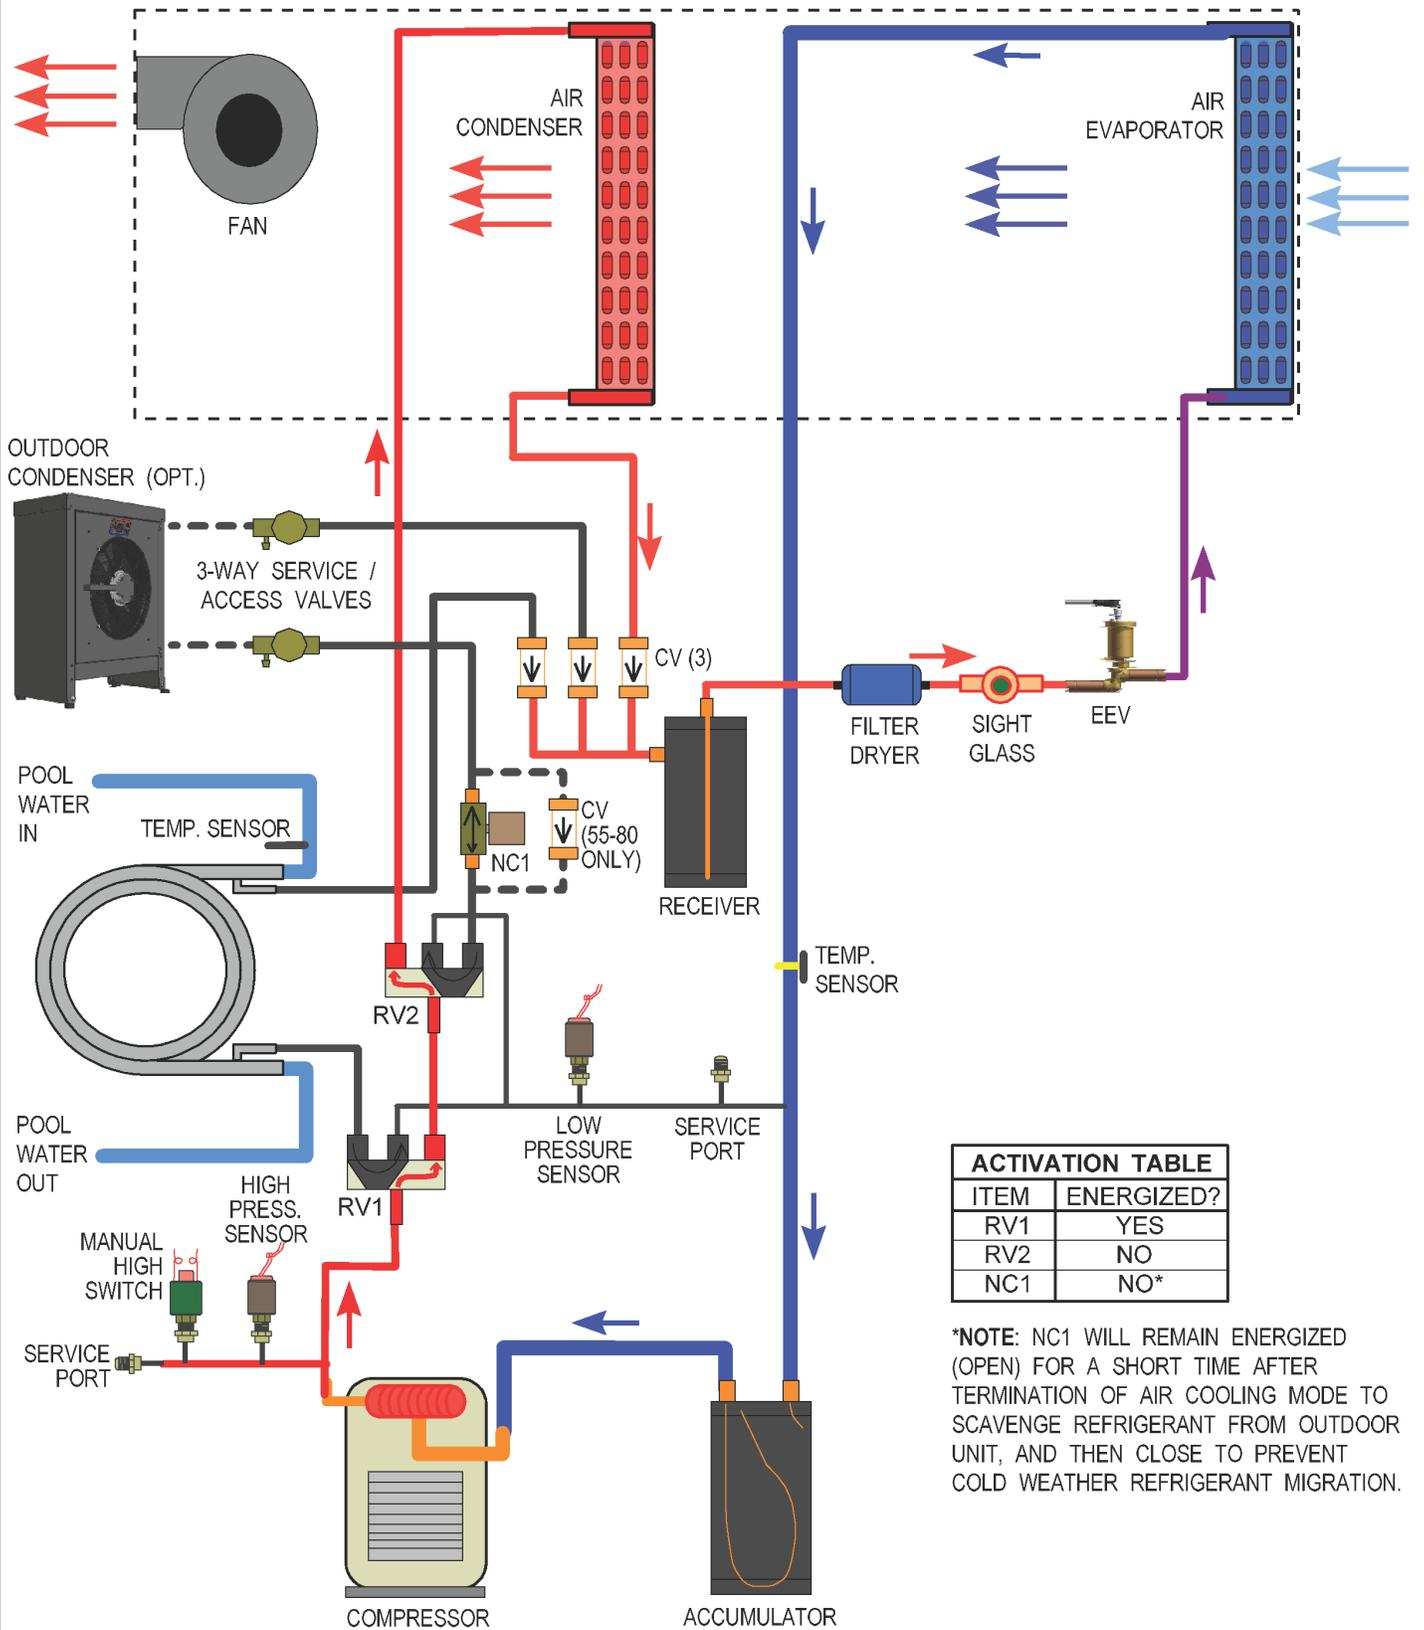 AIR
CONDENSER
AIR
EVAPORATOR
FAN
OUTDOOR
CONDENSER (OPT.)
3-WAY SERVICE /
ACCESS VALVES
CV (3)
FILTER
DRYER
SIGHT
GLASS
EEV
POOL
WATER
IN
TEMP. SENSOR
NC1
CV
(55-80
ONLY)
RECEIVER
TEMP.
SENSOR
RV2
LOW
PRESSURE
SENSOR
SERVICE
PORT
POOL
WATER
OUT
HIGH
PRESS.
SENSOR
RV1
MANUAL
HIGH
SWITCH
SERVICE
PORT
COMPRESSOR
ACCUMULATOR
ACTIVATION TABLE
ITEM ENERGIZED?
RV1 YES
RV2 NO
NC1 NO*
*NOTE: NC1 WILL REMAIN ENERGIZED
(OPEN) FOR A SHORT TIME AFTER
TERMINATION OF AIR COOLING MODE TO
SCAVENGE REFRIGERANT FROM OUTDOOR
UNIT, AND THEN CLOSE TO PREVENT
COLD WEATHER REFRIGERANT MIGRATION.